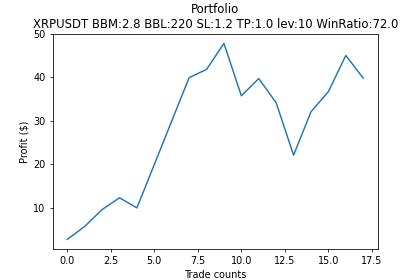 Portfolio
XRPUSDT BBM:2.8 BBL:220 SL:1.2 TP:1.0 lev:10 WinRatio:72.0
50
40
30
20
10
Profit ($)
0.0 2.5 5.0 7.5 10.0 12.5 15.0 17.5
Trade counts